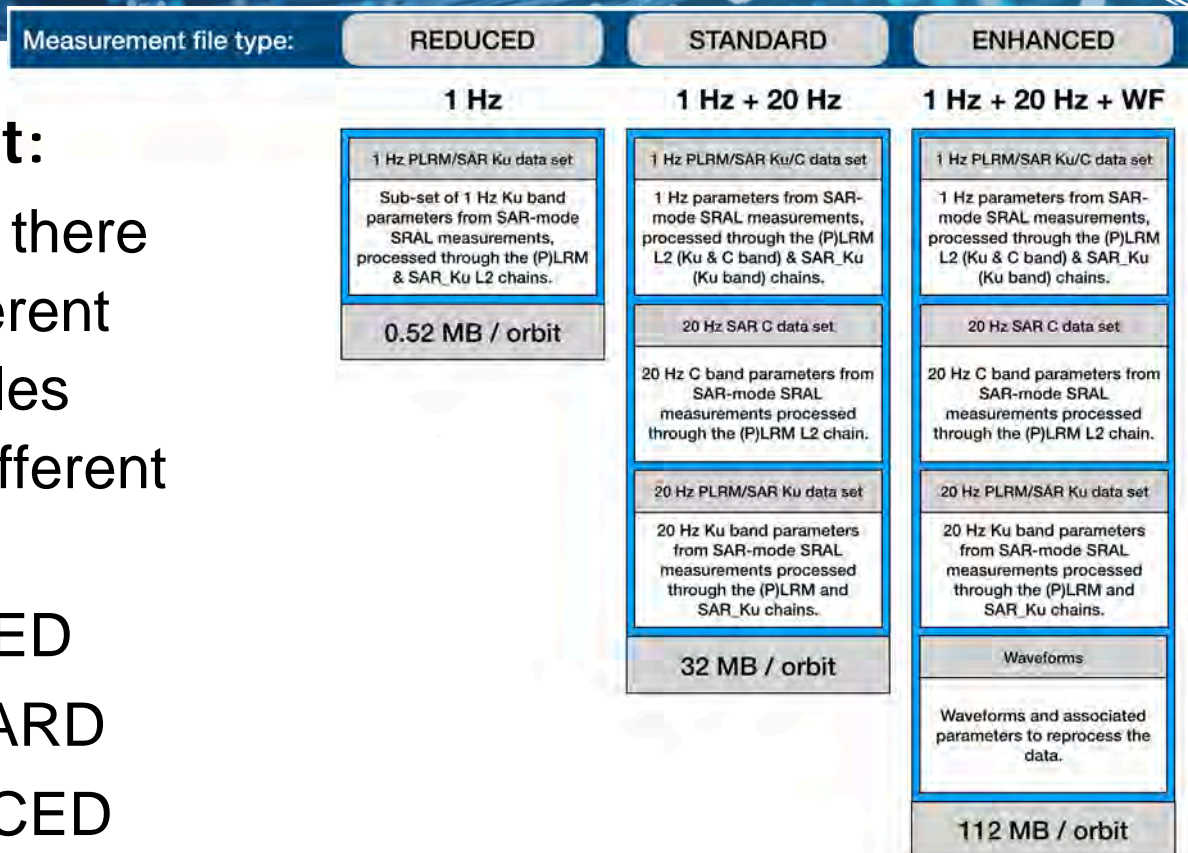 Measurement file type:
REDUCED
STANDARD
ENHANCED
t:
there
erent
les
fferent
ED
ARD
CED
1 Hz
1 Hz PLRM/SAR Ku data set
Sub-set of 1 Hz Ku band
parameters from SAR-mode
SRAL measurements,
processed through the (P)LRM
& SAR_Ku L2 chains.
0.52 MB / orbit
1 Hz + 20 Hz
1 Hz PLRM/SAR Ku/C data set
1 Hz parameters from SAR-
mode SRAL measurements,
processed through the (P)LRM
L2 (Ku & C band) & SAR_Ku
(Ku band) chains.
20 Hz SAR C data set
20 Hz C band parameters from
SAR-mode SRAL
measurements processed
through the (P)LRM L2 chain.
20 Hz PLRM/SAR Ku data set
20 Hz Ku band parameters
from SAR-mode SRAL
measurements processed
through the (P)LRM and
SAR_Ku chains.
32 MB / orbit
1 Hz + 20 Hz + WF
1 Hz PLRM/SAR Ku/C data set
1 Hz parameters from SAR-
mode SRAL measurements,
processed through the (P)LRM
L2 (Ku & C band) & SAR_Ku
(Ku band) chains.
20 Hz SAR C data set
20 Hz C band parameters from
SAR-mode SRAL
measurements processed
through the (P)LRM L2 chain.
20 Hz PLRM/SAR Ku data set
20 Hz Ku band parameters
from SAR-mode SRAL
measurements processed
through the (P)LRM and
SAR_Ku chains.
Waveforms
Waveforms and associated
parameters to reprocess the
data.
112 MB / orbit